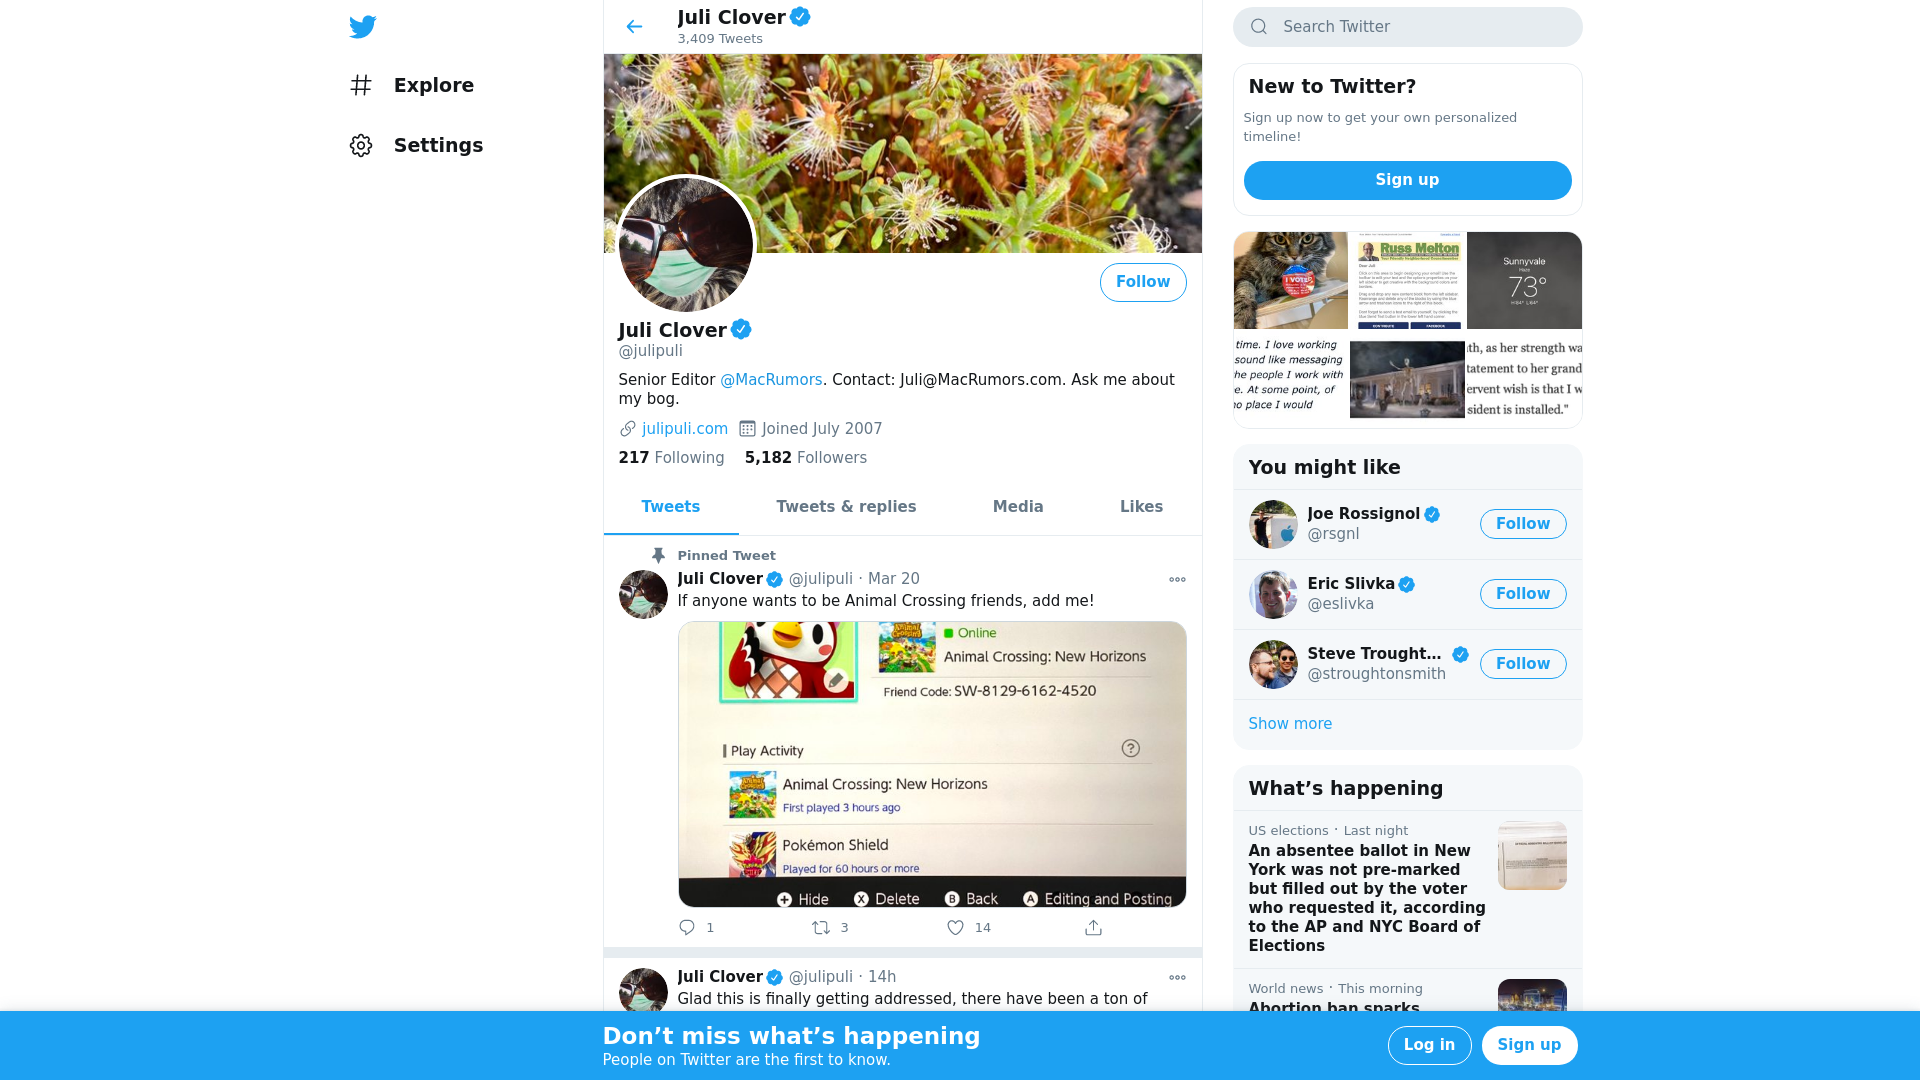 Explore
Settings
Juli Clover
3,409 Tweets
Follow
Juli Clover
@julipuli
Senior Editor @MacRumors. Contact: Juli@MacRumors.com. Ask me about
my bog.
julipuli.com Joined July 2007
217 Following 5,182 Followers
Tweets Tweets & replies Media Likes
Pinned Tweet
Juli Clover @julipuli · Mar 20
If anyone wants to be Animal Crossing friends, add me!
Online
Animal Crossing: New Horizons
Friend Code: SW-8129-6162-4520
Play Activity
?
Animal Crossing: New Horizons
First played 3 hours ago
Pokémon Shield
Played for 60 hours or more
+ Hide X Delete B Back A Editing and Posting
1 3 14
Juli Clover @julipuli · 14h
Glad this is finally getting addressed, there have been a ton of
Search Twitter
New to Twitter?
Sign up now to get your own personalized
timeline!
Sign up
I VOTED
Russ Melton
Sunnyvale
Haze
73°
time. I love working
sound like messaging
he people I work with
e. At some point, of
o place I would
th, as her strength wa
tatement to her grand
ervent wish is that I w
sident is installed."
You might like
Joe Rossignol
@rsgnl
Follow
Eric Slivka
@eslivka
Follow
Steve Trought...
@stroughtonsmith
Follow
Show more
What's happening
US elections · Last night
An absentee ballot in New
York was not pre-marked
but filled out by the voter
who requested it, according
to the AP and NYC Board of
Elections
World news · This morning
Abortion ban sparks
Don't miss what's happening
People on Twitter are the first to know.
Log in
Sign up